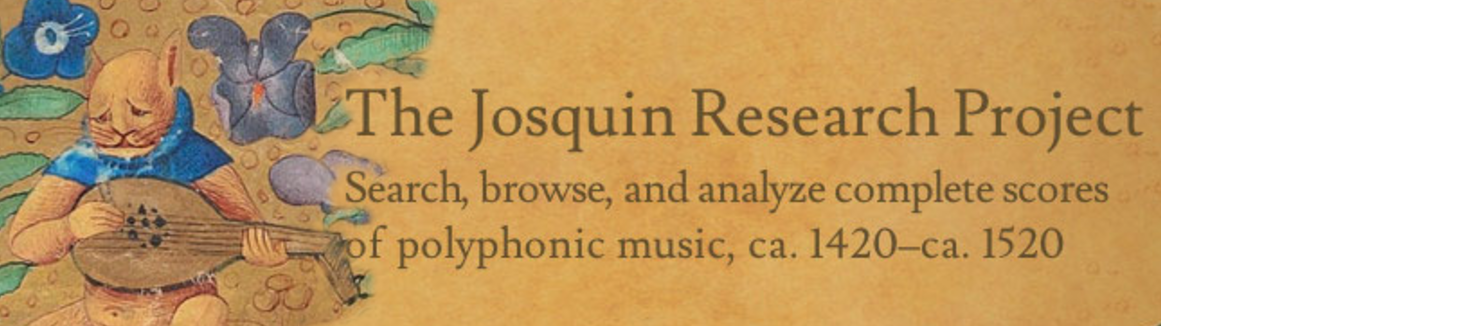 The Josquin Research Project
Search, browse, and analyze complete scores
of polyphonic music, ca. 1420–ca. 1520